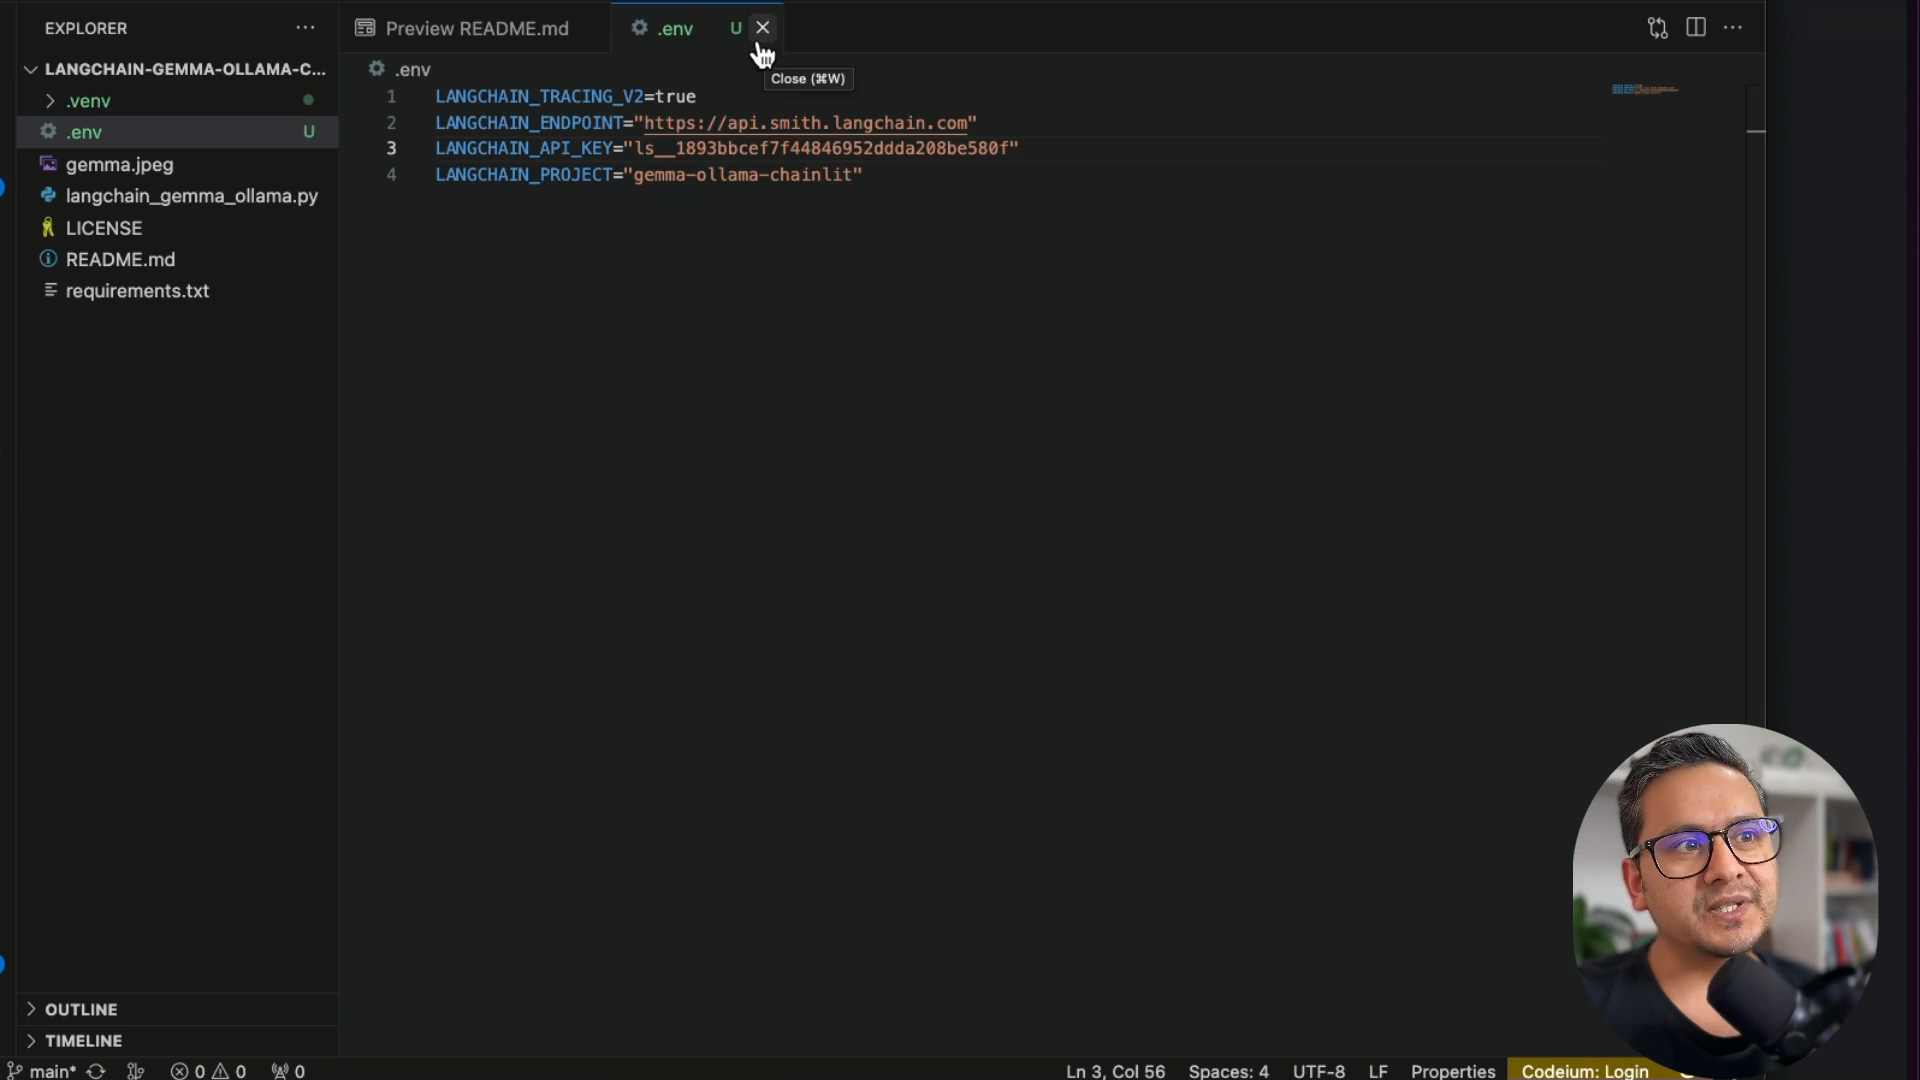 EXPLORER
LANGCHAIN-GEMMA-OLLAMA-C...
.venv
.env U
gemma.jpeg
langchain_gemma_ollama.py
LICENSE
README.md
requirements.txt
OUTLINE
TIMELINE
Preview README.md
.env U
Close (⌘W)
.env
1 LANGCHAIN_TRACING_V2=true
2 LANGCHAIN_ENDPOINT="https://api.smith.langchain.com"
3 LANGCHAIN_API_KEY="ls__1893bbcef7f44846952ddda208be580f"
4 LANGCHAIN_PROJECT="gemma-ollama-chainlit"
main* 0 0 0 Ln 3, Col 56 Spaces: 4 UTF-8 LF Properties Codeium: Login